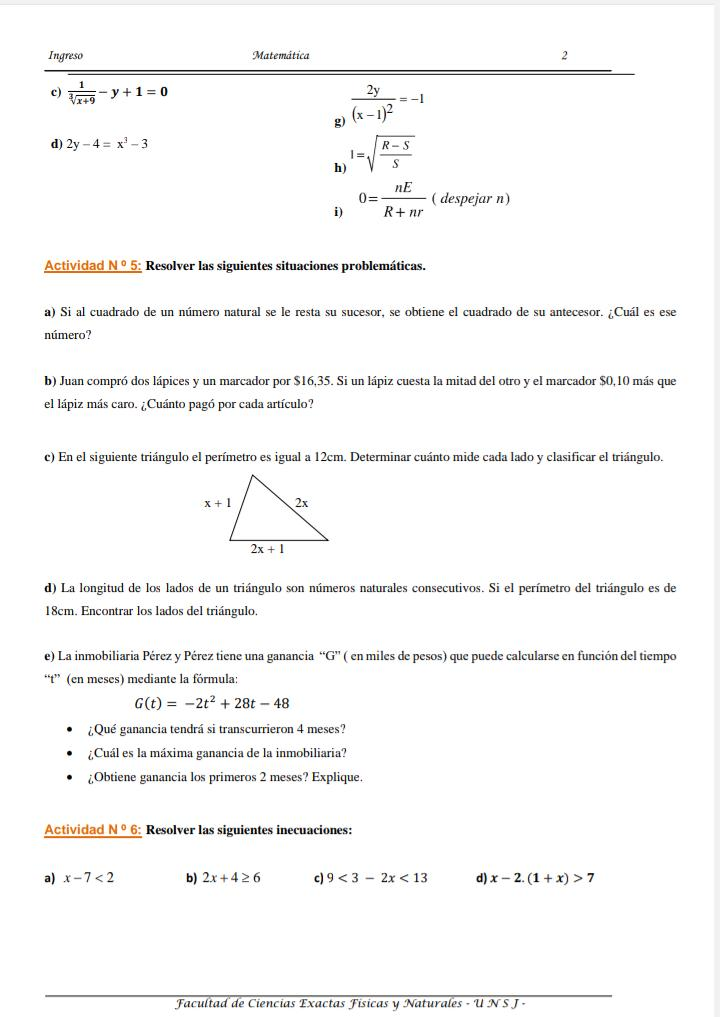 Ingreso Matemática 2
c) 1/∛(x+9) − y + 1 = 0
d) 2y – 4 = x³ – 3
g) 2y/(x – 1)² = –1
h) l = √((R – S)/S)
i) 0 = nE/(R + nr) ( despejar n)
Actividad N º 5: Resolver las siguientes situaciones problemáticas.
a) Si al cuadrado de un número natural se le resta su sucesor, se obtiene el cuadrado de su antecesor. ¿Cuál es ese
número?
b) Juan compró dos lápices y un marcador por $16,35. Si un lápiz cuesta la mitad del otro y el marcador $0,10 más que
el lápiz más caro. ¿Cuánto pagó por cada artículo?
c) En el siguiente triángulo el perímetro es igual a 12cm. Determinar cuánto mide cada lado y clasificar el triángulo.
x + 1 2x
2x + 1
d) La longitud de los lados de un triángulo son números naturales consecutivos. Si el perímetro del triángulo es de
18cm. Encontrar los lados del triángulo.
e) La inmobiliaria Pérez y Pérez tiene una ganancia “G” ( en miles de pesos) que puede calcularse en función del tiempo
“t” (en meses) mediante la fórmula:
G(t) = −2t² + 28t − 48
• ¿Qué ganancia tendrá si transcurrieron 4 meses?
• ¿Cuál es la máxima ganancia de la inmobiliaria?
• ¿Obtiene ganancia los primeros 2 meses? Explique.
Actividad N º 6: Resolver las siguientes inecuaciones:
a) x – 7 < 2 b) 2x + 4 ≥ 6 c) 9 < 3 − 2x < 13 d) x − 2. (1 + x) > 7
Facultad de Ciencias Exactas Físicas y Naturales - U N S J -